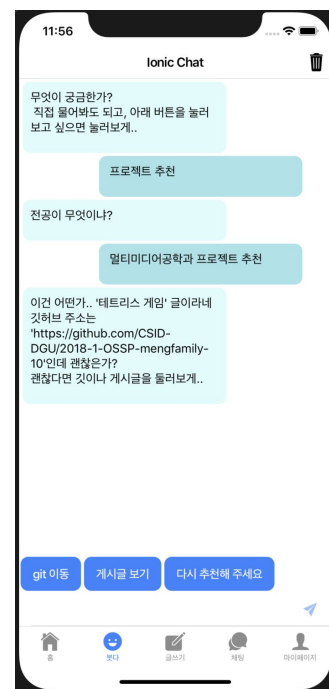 11:56
Ionic Chat
무엇이 궁금한가?
직접 물어봐도 되고, 아래 버튼을 눌러
보고 싶으면 눌러보게..
프로젝트 추천
전공이 무엇이냐?
멀티미디어공학과 프로젝트 추천
이건 어떤가.. '테트리스 게임' 글이라네
깃허브 주소는
'https://github.com/CSID-
DGU/2018-1-OSSP-mengfamily-
10'인데 괜찮은가?
괜찮다면 깃이나 게시글을 둘러보게..
git 이동 게시글 보기 다시 추천해 주세요
홈 봇다 글쓰기 채팅 마이페이지